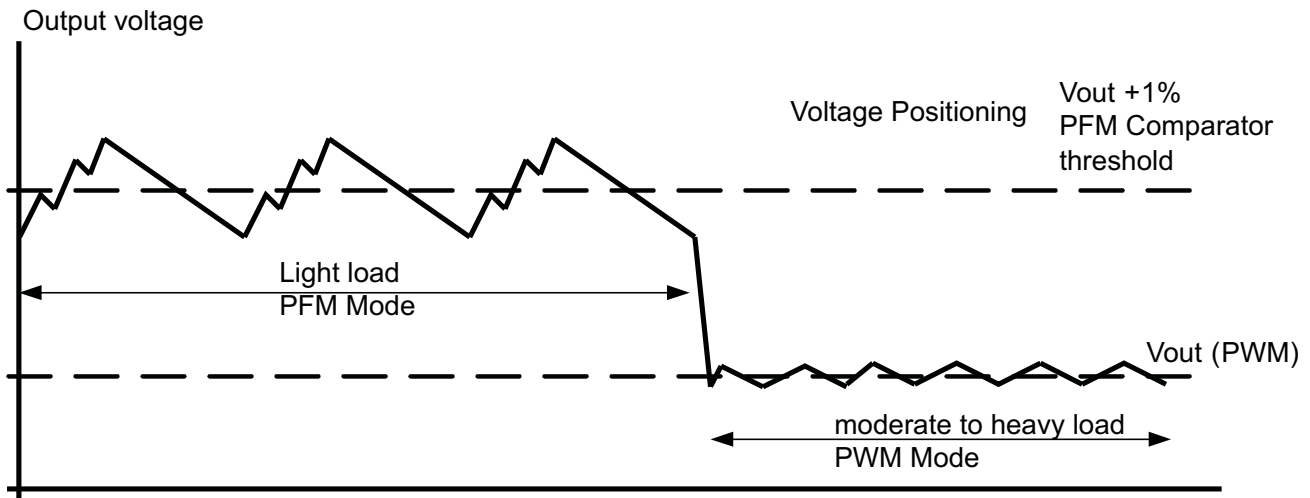 Output voltage
Voltage Positioning
Vout +1%
PFM Comparator
threshold
Light load
PFM Mode
Vout (PWM)
moderate to heavy load
PWM Mode